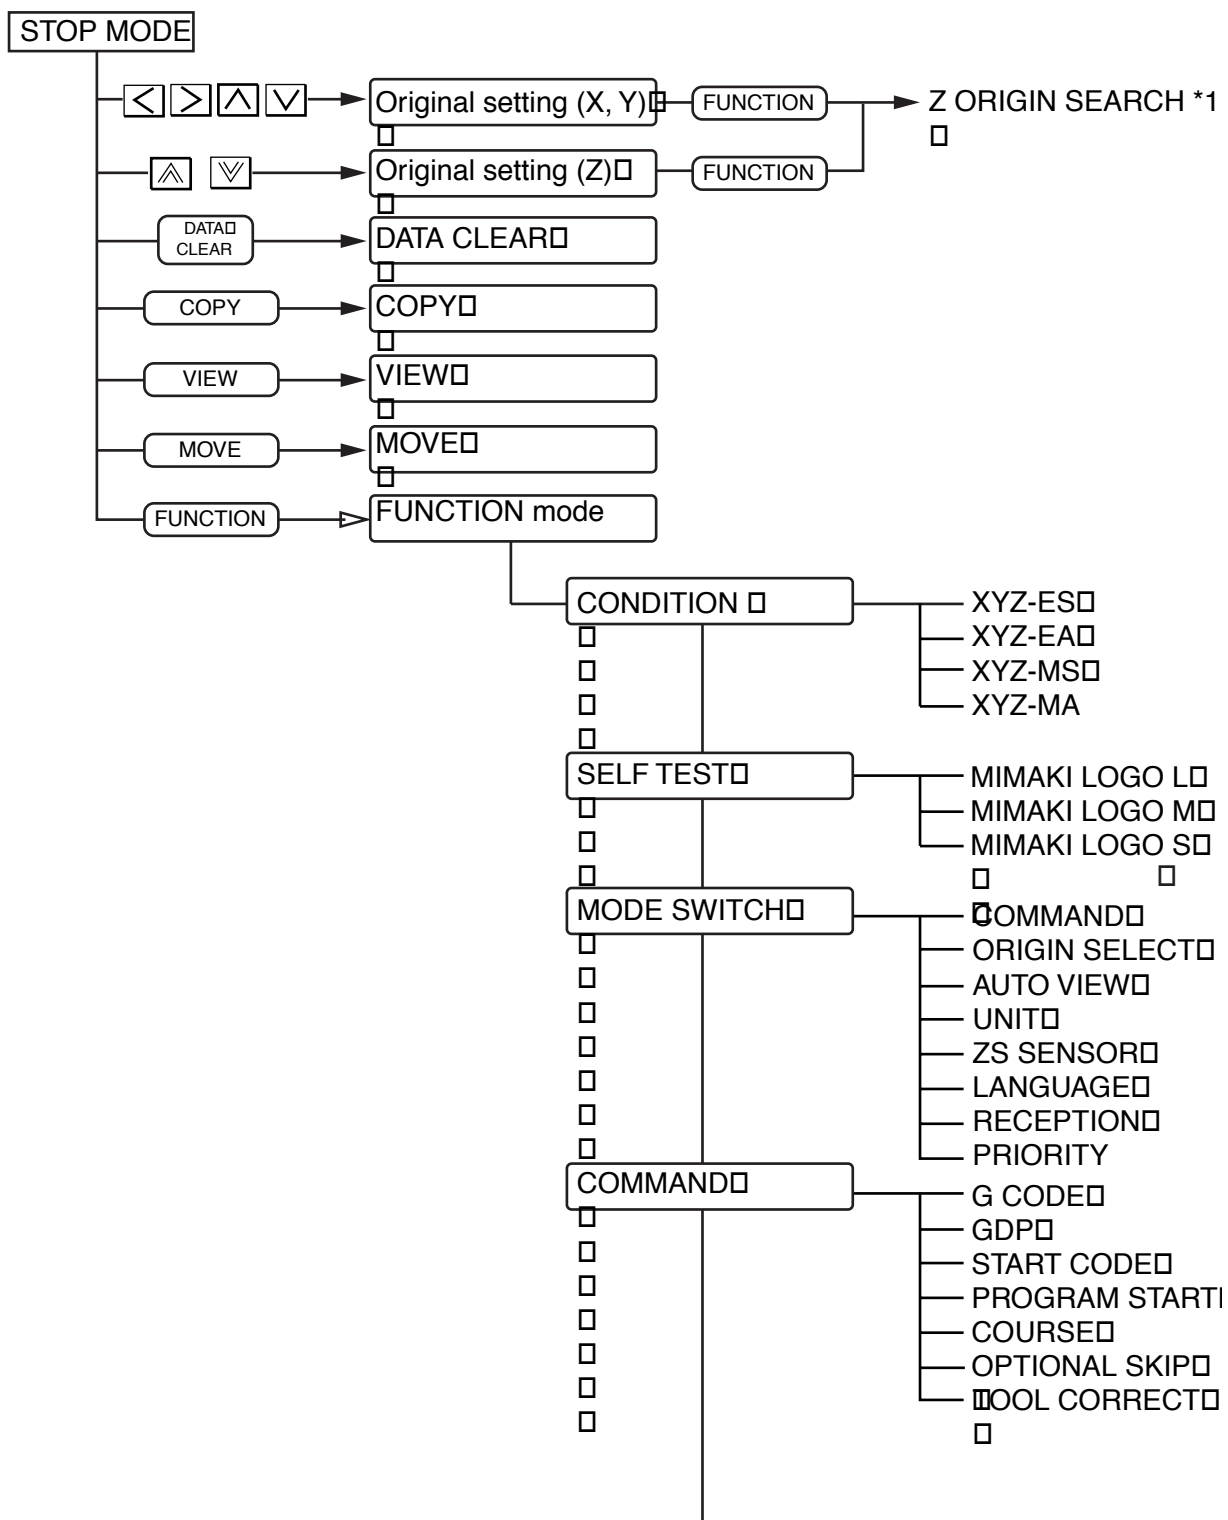 STOP MODE
Original setting (X, Y) FUNCTION Z ORIGIN SEARCH *1
Original setting (Z) FUNCTION
DATA
CLEAR
DATA CLEAR
COPY COPY
VIEW VIEW
MOVE MOVE
FUNCTION FUNCTION mode
CONDITION XYZ-ES
XYZ-EA
XYZ-MS
XYZ-MA
SELF TEST MIMAKI LOGO L
MIMAKI LOGO M
MIMAKI LOGO S
MODE SWITCH COMMAND
ORIGIN SELECT
AUTO VIEW
UNIT
ZS SENSOR
LANGUAGE
RECEPTION
PRIORITY
COMMAND G CODE
GDP
START CODE
PROGRAM START
COURSE
OPTIONAL SKIP
TOOL CORRECT